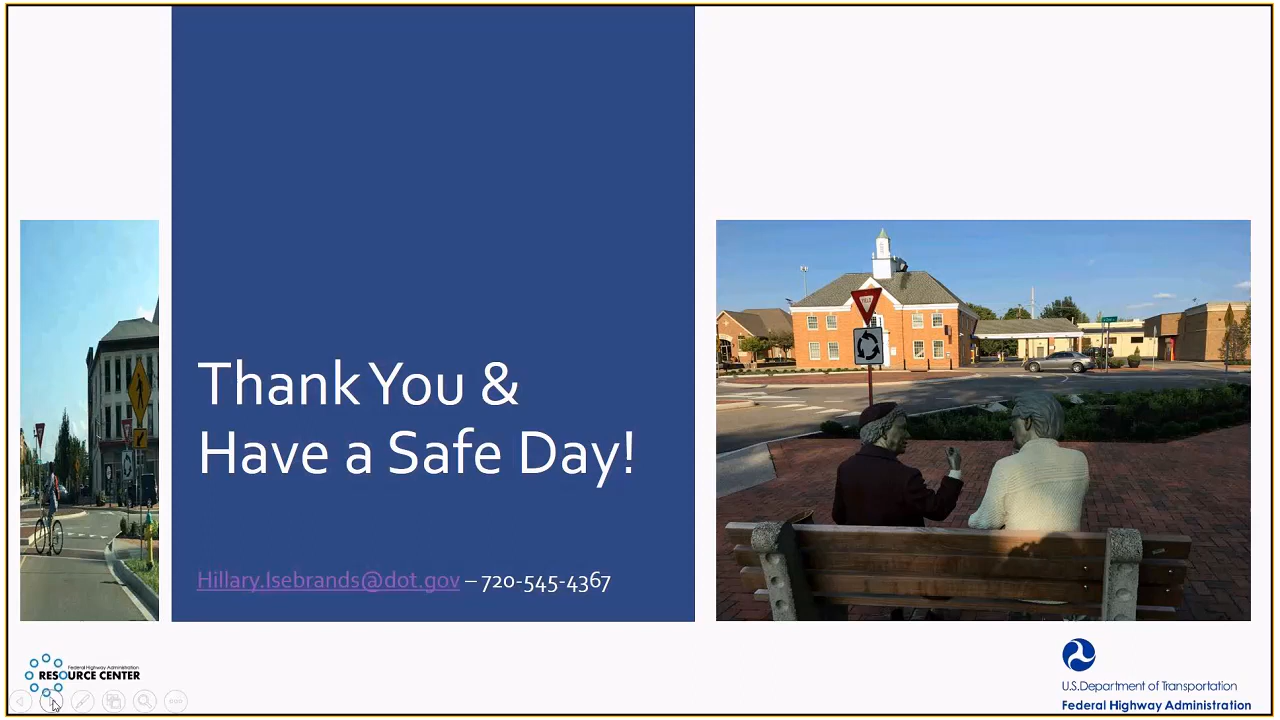 Thank You &
Have a Safe Day!
Hillary.Isebrands@dot.gov – 720-545-4367
YIELD
Federal Highway Administration
RESOURCE CENTER
U.S.Department of Transportation
Federal Highway Administration